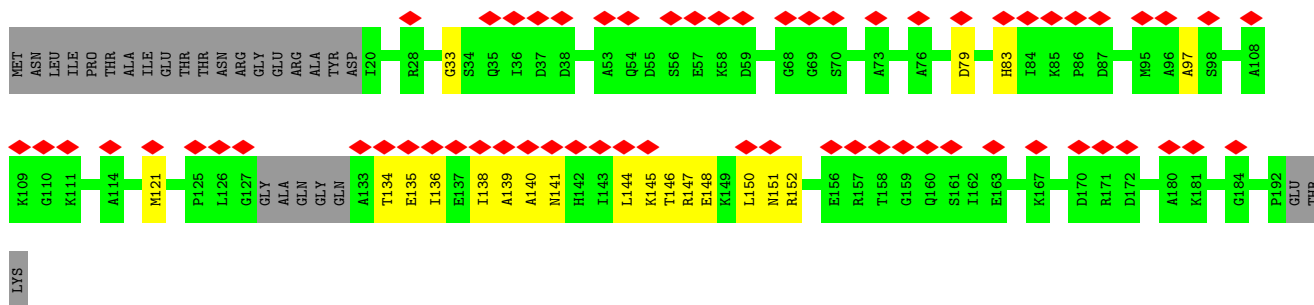 MET ASN LEU ILE PRO THR ALA ILE GLU THR THR ASN ARG GLY GLU ARG ALA TYR ASP I20 R28 G33 S34 Q35 I36 D37 D38 A53 Q54 D55 S56 E57 K58 D59 G68 G69 S70 A73 A76 D79 H83 I84 K85 P86 D87 M95 A96 A97 S98 A108
K109 G110 K111 A114 M121 P125 L126 G127 GLY ALA GLN GLY GLN A133 T134 E135 I136 E137 I138 A139 A140 N141 H142 I143 L144 K145 T146 R147 E148 K149 L150 N151 R152 E156 R157 T158 G159 Q160 S161 I162 E163 K167 D170 R171 D172 A180 K181 G184 P192 GLU THR
LYS